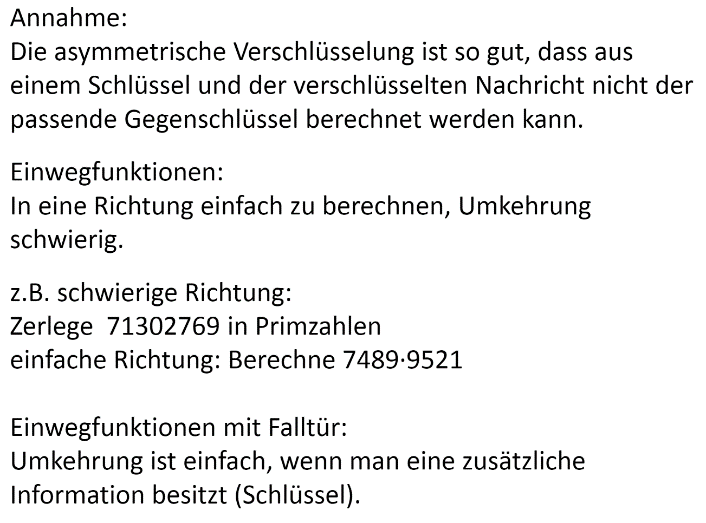 Annahme:
Die asymmetrische Verschlüsselung ist so gut, dass aus
einem Schlüssel und der verschlüsselten Nachricht nicht der
passende Gegenschlüssel berechnet werden kann.
Einwegfunktionen:
In eine Richtung einfach zu berechnen, Umkehrung
schwierig.
z.B. schwierige Richtung:
Zerlege 71302769 in Primzahlen
einfache Richtung: Berechne 7489·9521
Einwegfunktionen mit Falltür:
Umkehrung ist einfach, wenn man eine zusätzliche
Information besitzt (Schlüssel).